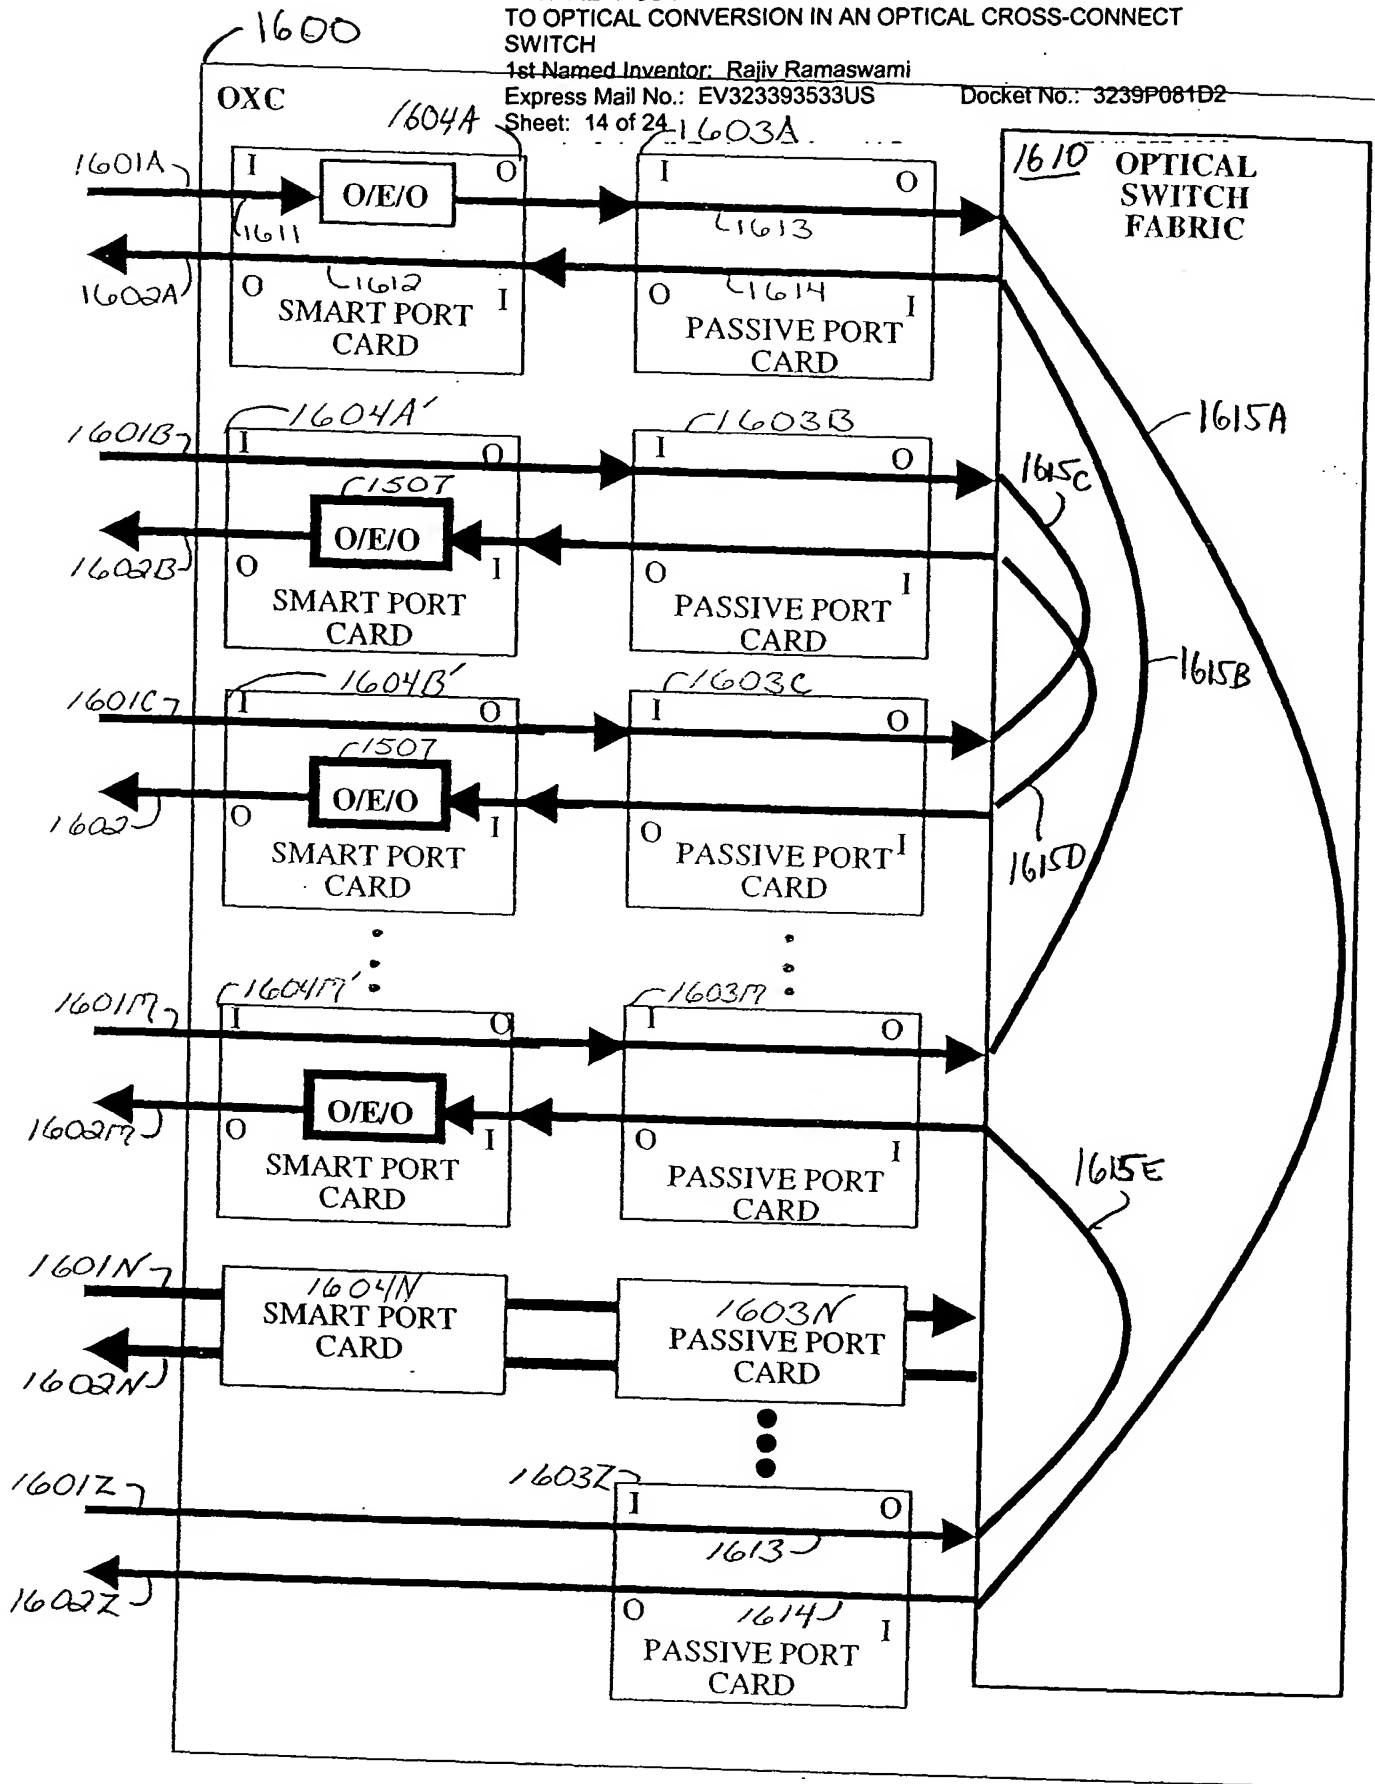 TO OPTICAL CONVERSION IN AN OPTICAL CROSS-CONNECT
SWITCH
1st Named Inventor: Rajiv Ramaswami
Express Mail No.: EV323393533US Docket No.: 3239P081D2
Sheet: 14 of 24
1600
OXC
1604A
1603A
1610 OPTICAL
SWITCH
FABRIC
1601A
I
O/E/O
O
I
O
1611
1613
1602A
O
1612
I
O
1614
I
SMART PORT
CARD
PASSIVE PORT
CARD
1615A
1604A'
1603B
1601B
I
O
I
O
1615C
1507
O/E/O
1602B
O
I
O
I
SMART PORT
CARD
PASSIVE PORT
CARD
1615B
1604B'
1603C
1601C
I
O
I
O
1507
O/E/O
1602
O
I
O
I
SMART PORT
CARD
PASSIVE PORT
CARD
1615D
1604M'
1603M
1601M
I
O
I
O
O/E/O
1602M
O
I
O
I
SMART PORT
CARD
PASSIVE PORT
CARD
1615E
1601N
1604N
SMART PORT
CARD
1603N
PASSIVE PORT
CARD
1602N
1603Z
1601Z
I
O
1613
1602Z
O
1614
I
PASSIVE PORT
CARD